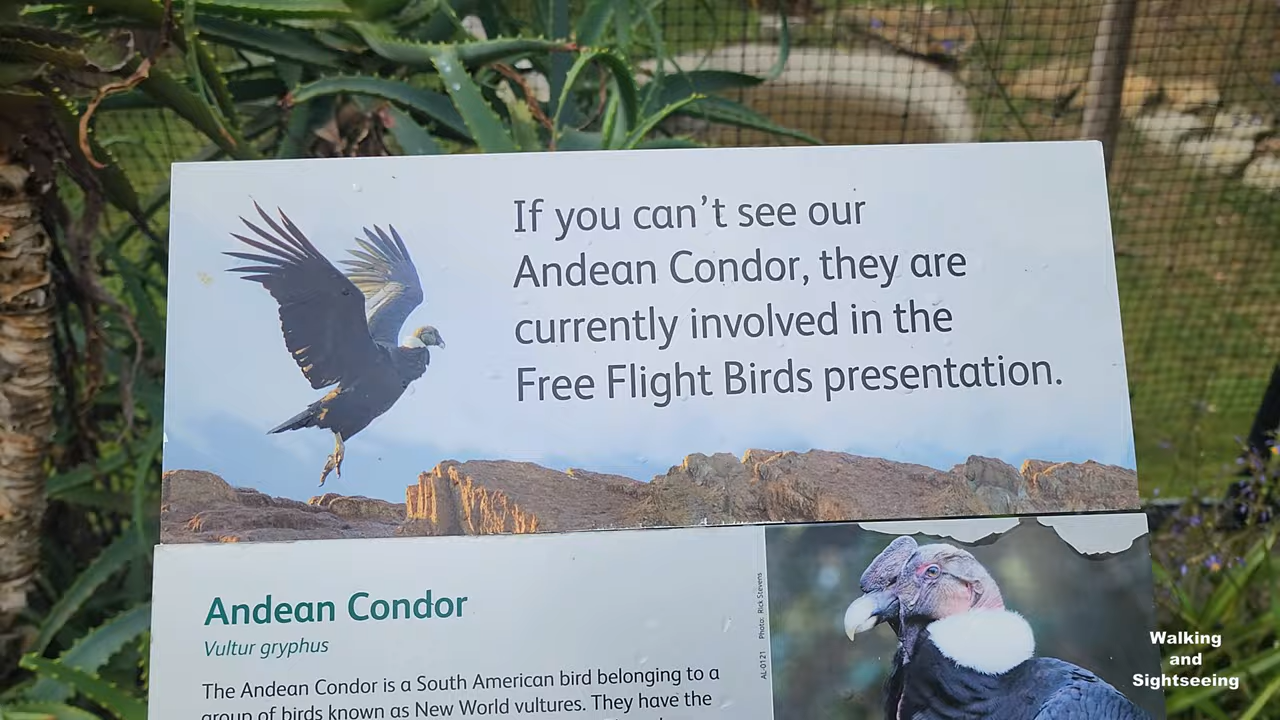 If you can't see our
Andean Condor, they are
currently involved in the
Free Flight Birds presentation.
Andean Condor
Vultur gryphus
The Andean Condor is a South American bird belonging to a
group of birds known as New World vultures. They have the
AL-0121 Photo: Rick Stevens
Walking
and
Sightseeing